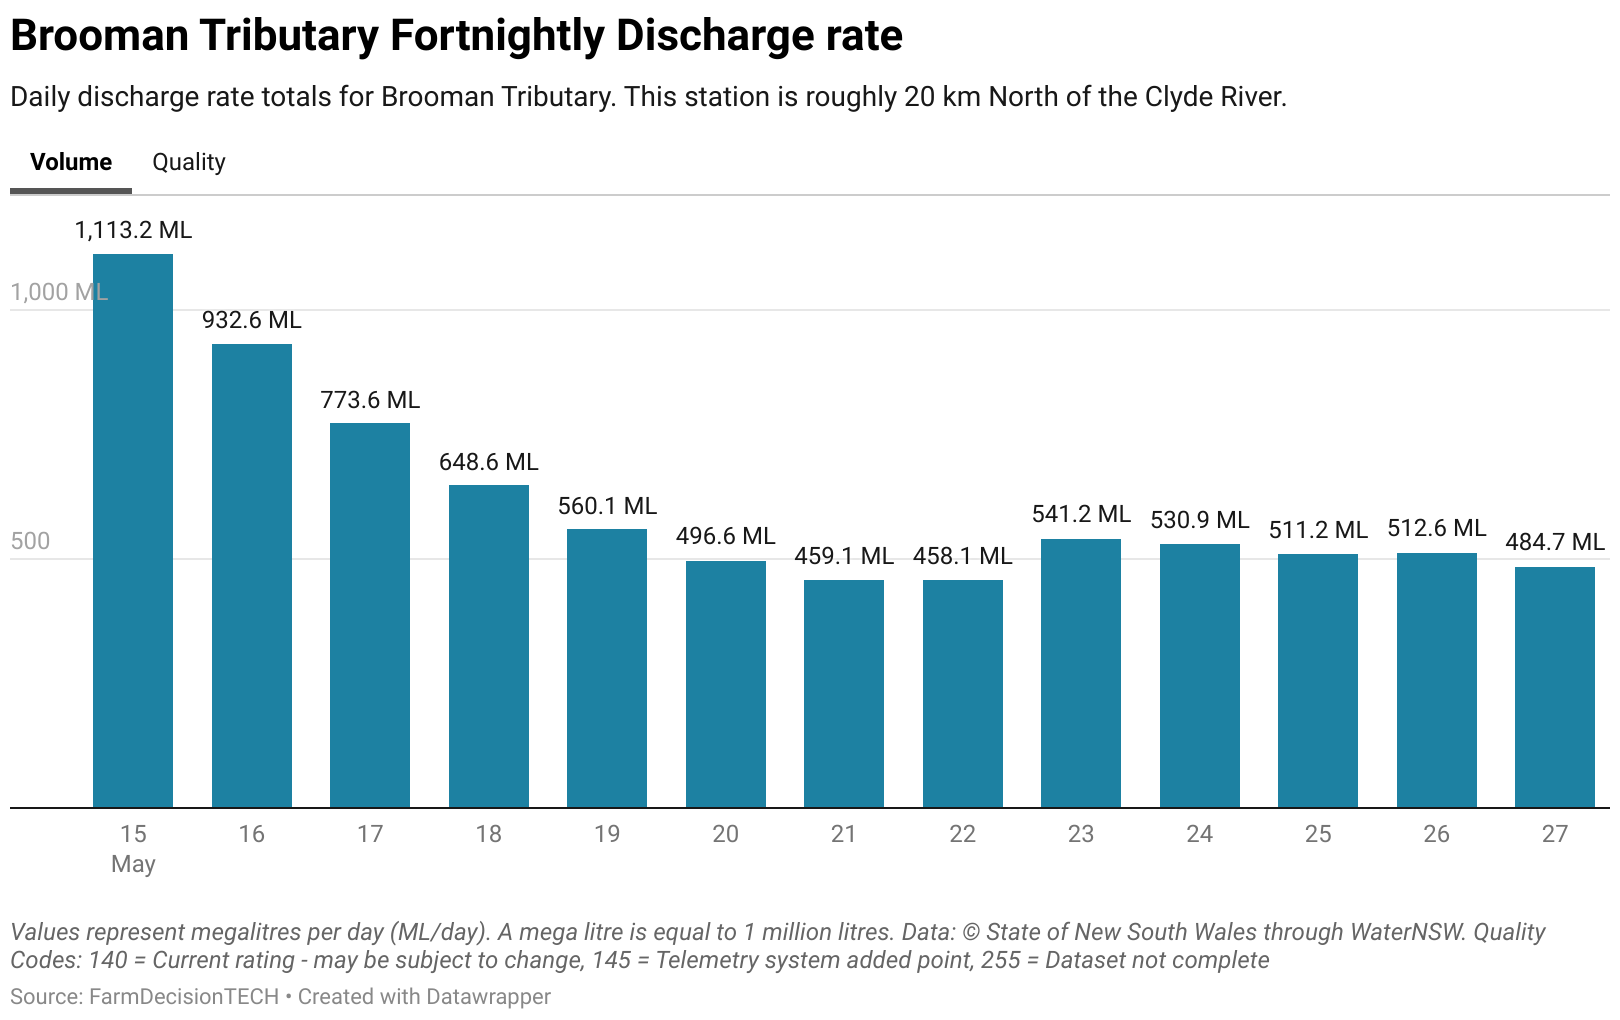 Brooman Tributary Fortnightly Discharge rate
Daily discharge rate totals for Brooman Tributary. This station is roughly 20 km North of the Clyde River.
Volume Quality
1,113.2 ML
1,000 ML
932.6 ML
773.6 ML
648.6 ML
560.1 ML
496.6 ML
459.1 ML
458.1 ML
541.2 ML
530.9 ML
511.2 ML
512.6 ML
484.7 ML
500
15 16 17 18 19 20 21 22 23 24 25 26 27
May
Values represent megalitres per day (ML/day). A mega litre is equal to 1 million litres. Data: © State of New South Wales through WaterNSW. Quality
Codes: 140 = Current rating - may be subject to change, 145 = Telemetry system added point, 255 = Dataset not complete
Source: FarmDecisionTECH • Created with Datawrapper